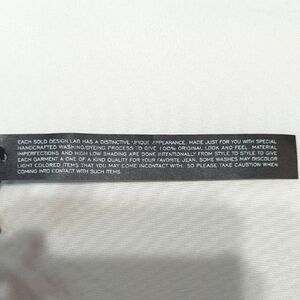 EACH SOLD DESIGN LAB HAS A DISTINCTIVE UNIQUE APPEARANCE, MADE JUST FOR YOU WITH SPECIAL
HANDCRAFTED WASHING/DYEING PROCESS TO GIVE 100% ORIGINAL LOOK AND FEEL. MATERIAL
IMPERFECTIONS AND HIGH LOW SHADING ARE DONE INTENTIONALLY FROM STYLE TO STYLE TO GIVE
EACH GARMENT A ONE OF A KIND QUALITY FOR YOUR FAVORITE JEAN. SOME WASHES MAY DISCOLOR
LIGHT COLORED ITEMS THAT YOU MAY COME INCONTACT WITH. SO PLEASE TAKE CAUSTION WHEN
COMING INTO CONTACT WITH SUCH ITEMS.